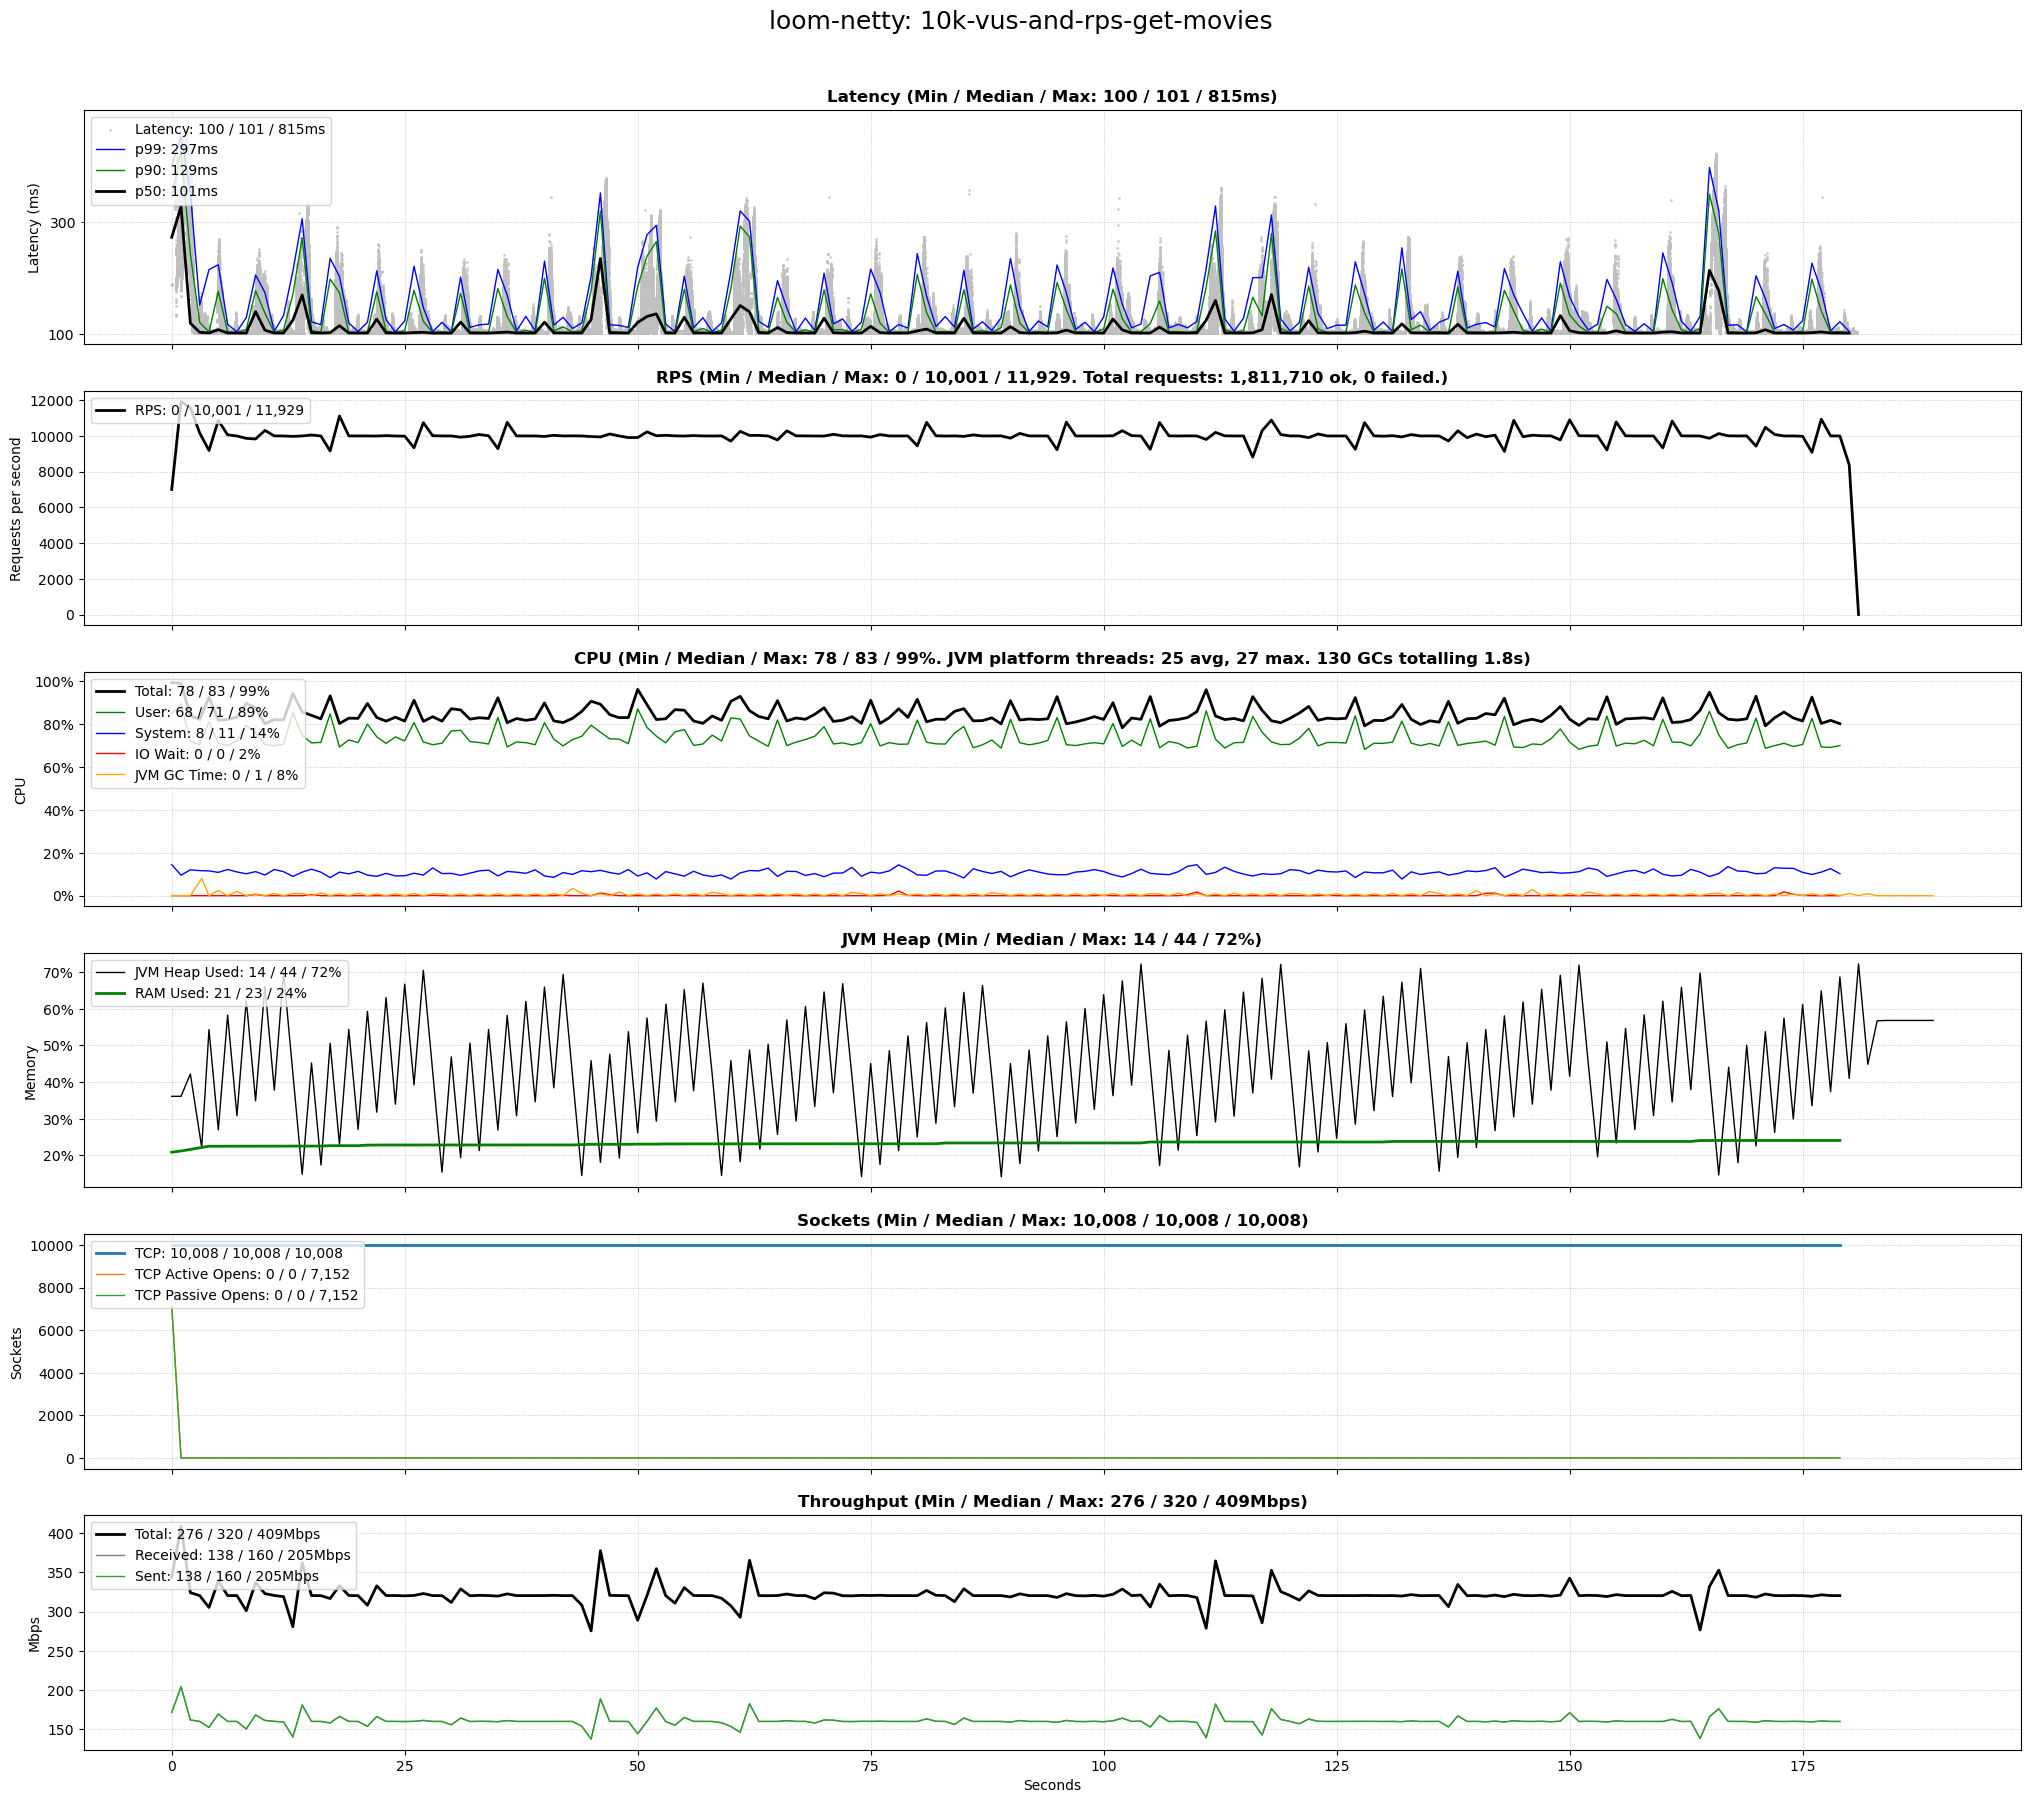 loom-netty: 10k-vus-and-rps-get-movies
Latency (Min / Median / Max: 100 / 101 / 815ms)
Latency: 100 / 101 / 815ms
p99: 297ms
p90: 129ms
p50: 101ms
Latency (ms)
300
100
RPS (Min / Median / Max: 0 / 10,001 / 11,929. Total requests: 1,811,710 ok, 0 failed.)
RPS: 0 / 10,001 / 11,929
Requests per second
12000
10000
8000
6000
4000
2000
0
CPU (Min / Median / Max: 78 / 83 / 99%. JVM platform threads: 25 avg, 27 max. 130 GCs totalling 1.8s)
Total: 78 / 83 / 99%
User: 68 / 71 / 89%
System: 8 / 11 / 14%
IO Wait: 0 / 0 / 2%
JVM GC Time: 0 / 1 / 8%
CPU
100%
80%
60%
40%
20%
0%
JVM Heap (Min / Median / Max: 14 / 44 / 72%)
JVM Heap Used: 14 / 44 / 72%
RAM Used: 21 / 23 / 24%
Memory
70%
60%
50%
40%
30%
20%
Sockets (Min / Median / Max: 10,008 / 10,008 / 10,008)
TCP: 10,008 / 10,008 / 10,008
TCP Active Opens: 0 / 0 / 7,152
TCP Passive Opens: 0 / 0 / 7,152
Sockets
10000
8000
6000
4000
2000
0
Throughput (Min / Median / Max: 276 / 320 / 409Mbps)
Total: 276 / 320 / 409Mbps
Received: 138 / 160 / 205Mbps
Sent: 138 / 160 / 205Mbps
Mbps
400
350
300
250
200
150
0 25 50 75 100 125 150 175
Seconds